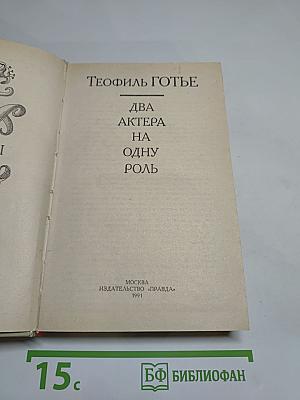 Теофиль ГОТЬЕ
ДВА
АКТЕРА
НА
ОДНУ
РОЛЬ
МОСКВА
ИЗДАТЕЛЬСТВО «ПРАВДА»
1991
15с
БФ БИБЛИОФАН